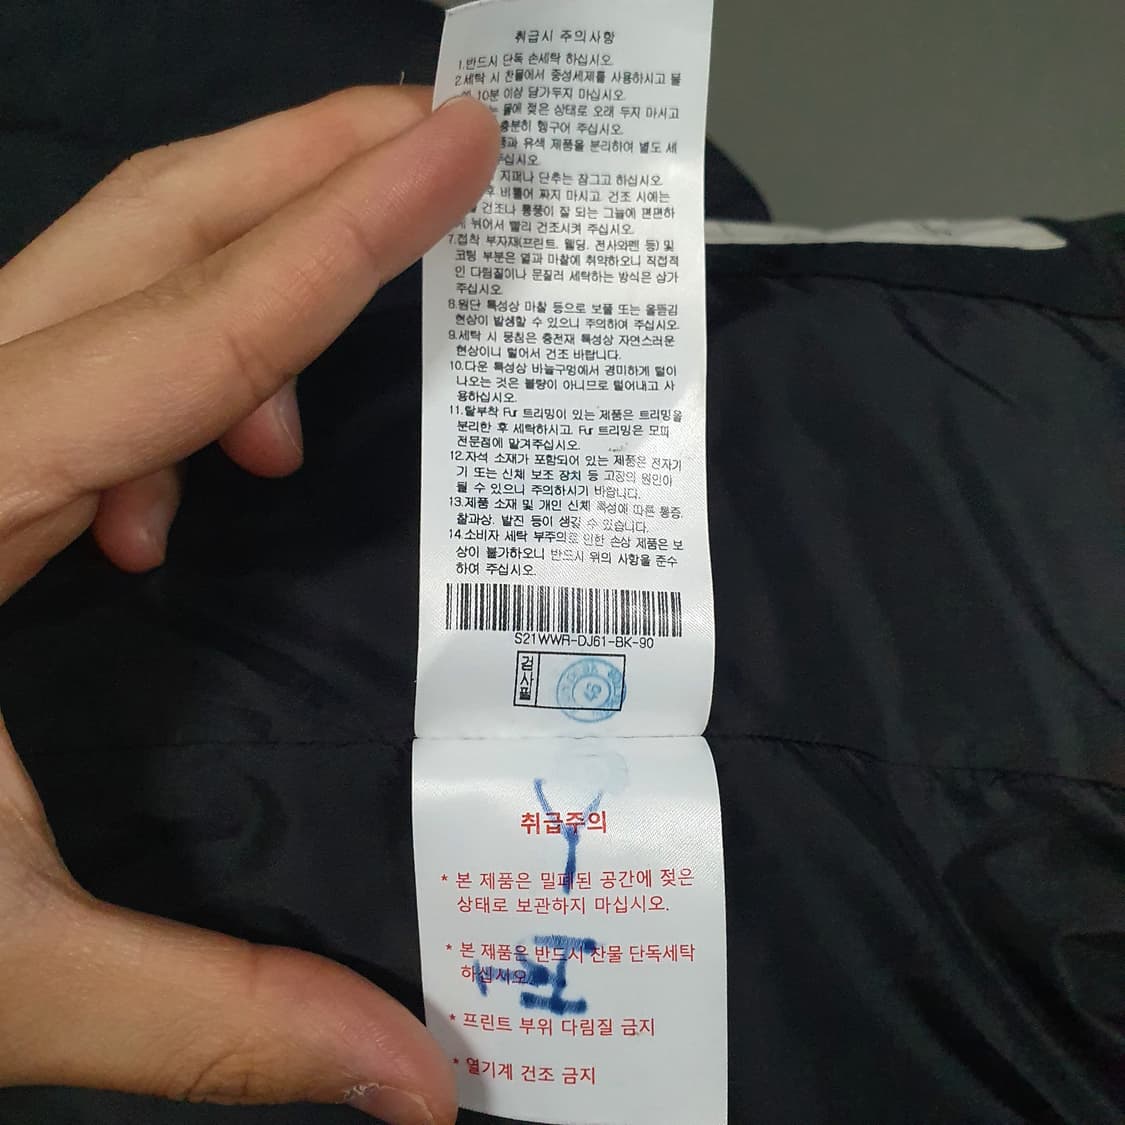 취급시 주의사항
1.반드시 단독 손세탁 하십시오.
2.세탁 시 찬물에서 중성세제를 사용하시고 물
10분 이상 담가두지 마십시오.
물에 젖은 상태로 오래 두지 마시고
충분히 헹구어 주십시오.
유색 제품을 분리하여 별도 세
주십시오.
지퍼나 단추는 잠그고 하십시오.
후 비틀어 짜지 마시고, 건조 시에는
건조나 통풍이 잘 되는 그늘에 편편하
게 뉘어서 빨리 건조시켜 주십시오.
7.접착 부자재(프린트, 웰딩, 전사와펜 등) 및
코팅 부분은 열과 마찰에 취약하오니 직접적
인 다림질이나 문질러 세탁하는 방식은 삼가
주십시오.
8.원단 특성상 마찰 등으로 보풀 또는 올뜯김
현상이 발생할 수 있으니 주의하여 주십시오.
9.세탁 시 뭉침은 충전재 특성상 자연스러운
현상이니 털어서 건조 바랍니다.
10.다운 특성상 바늘구멍에서 경미하게 털이
나오는 것은 불량이 아니므로 털어내고 사
용하십시오.
11.탈부착 Fur 트리밍이 있는 제품은 트리밍을
분리한 후 세탁하시고, Fur 트리밍은 모피
전문점에 맡겨주십시오.
12.자석 소재가 포함되어 있는 제품은 전자기
기 또는 신체 보조 장치 등 고장의 원인이
될 수 있으니 주의하시기 바랍니다.
13.제품 소재 및 개인 신체 특성에 따른 통증,
찰과상, 발진 등이 생길 수 있습니다.
14.소비자 세탁 부주의로 인한 손상 제품은 보
상이 불가하오니 반드시 위의 사항을 준수
하여 주십시오.
S21WWR-DJ61-BK-90
검사필
취급주의
* 본 제품은 밀폐된 공간에 젖은
상태로 보관하지 마십시오.
* 본 제품은 반드시 찬물 단독세탁
하십시오.
* 프린트 부위 다림질 금지
* 열기계 건조 금지